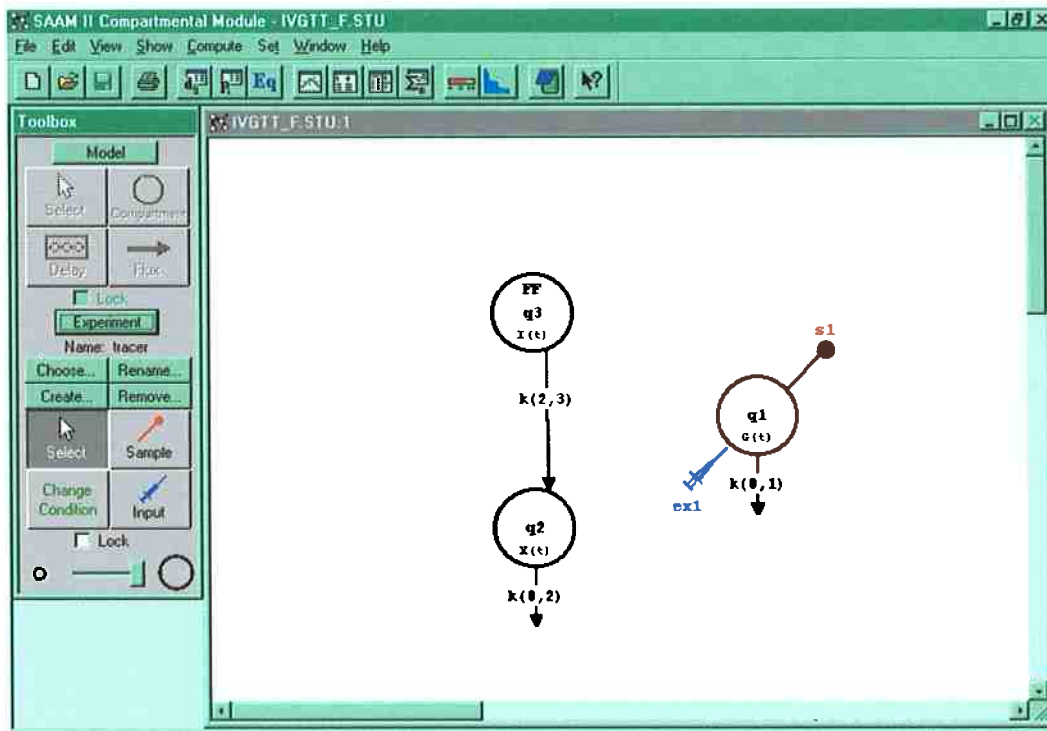 SAAM II Compartmental Module - IVGTT_F.STU
File Edit View Show Compute Set Window Help
Eq
Toolbox
IVGTT_F.STU:1
Model
Select
Compartment
Delay
Flux
Lock
Experiment
Name: tracer
Choose...
Rename...
Create...
Remove...
Select
Sample
Change
Condition
Input
Lock
FF
q3
I(t)
k(2,3)
q2
X(t)
k(0,2)
s1
q1
G(t)
k(0,1)
ex1